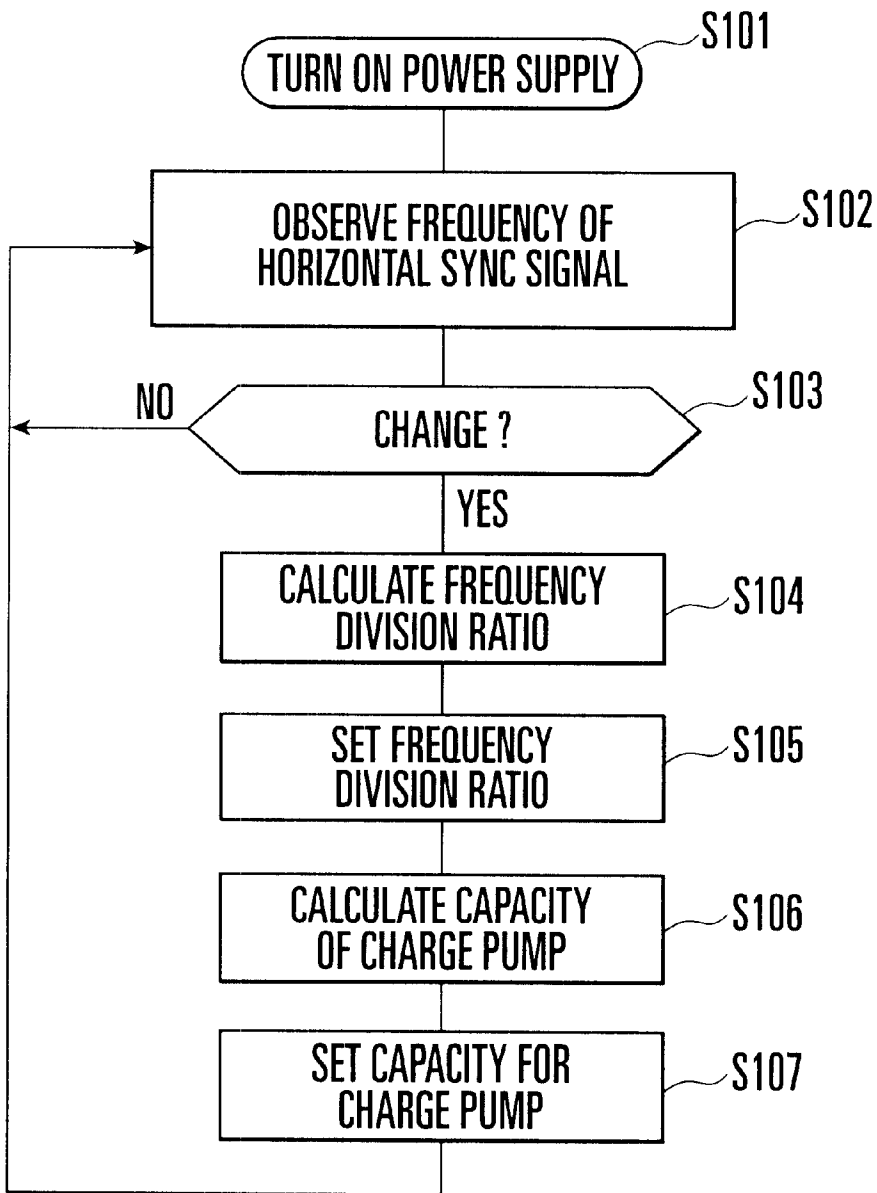 S101
TURN ON POWER SUPPLY
S102
OBSERVE FREQUENCY OF
HORIZONTAL SYNC SIGNAL
S103
NO
CHANGE ?
YES
CALCULATE FREQUENCY
DIVISION RATIO
S104
SET FREQUENCY
DIVISION RATIO
S105
CALCULATE CAPACITY
OF CHARGE PUMP
S106
SET CAPACITY FOR
CHARGE PUMP
S107